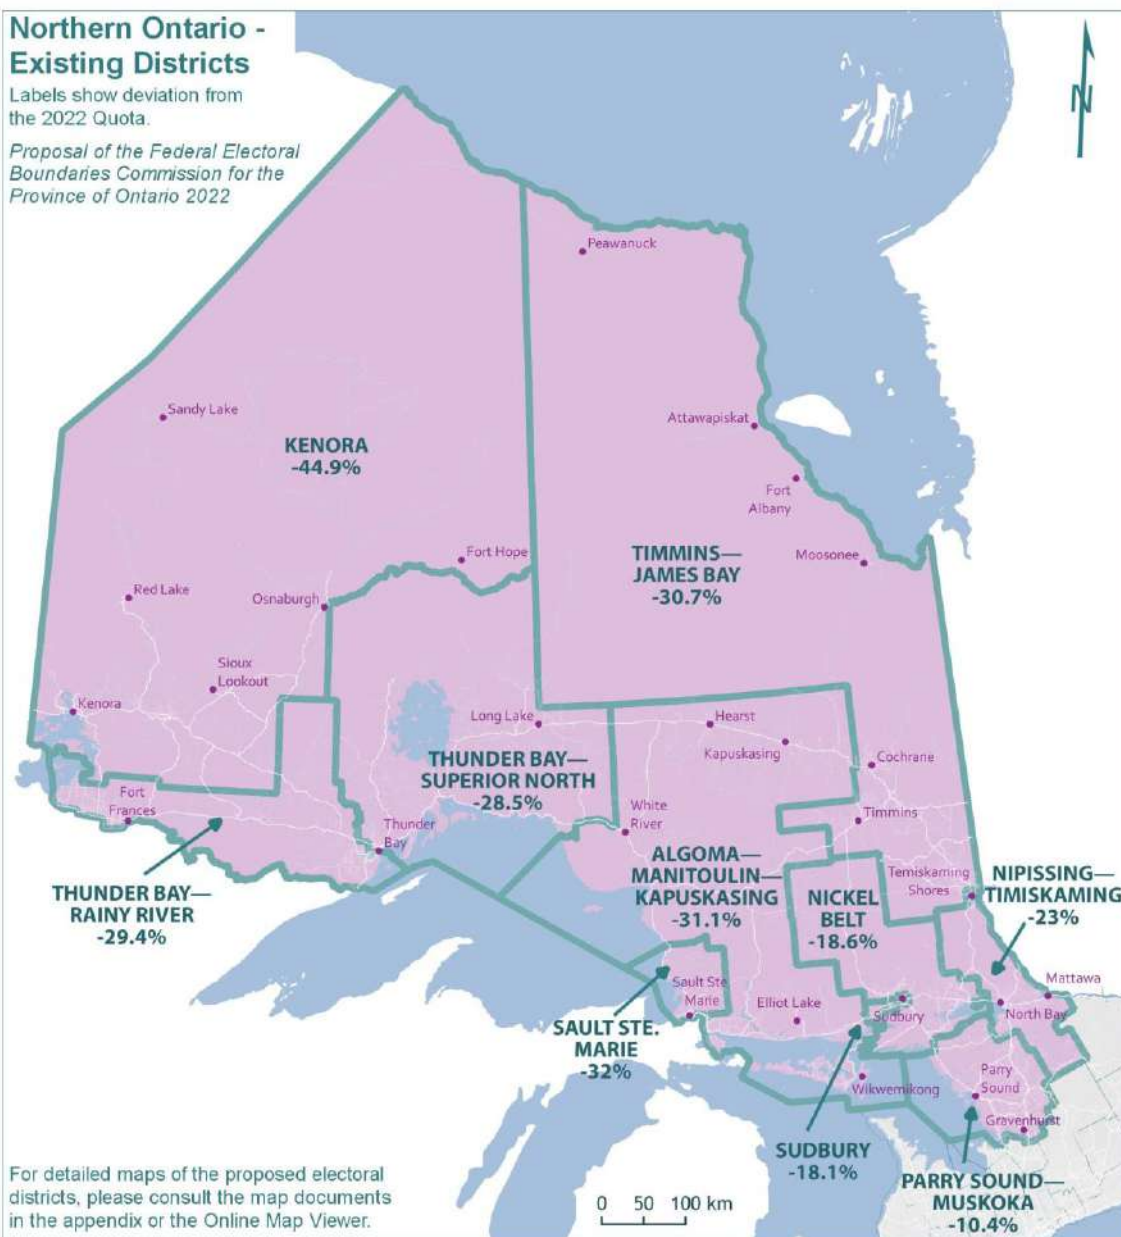 Northern Ontario -
Existing Districts
Labels show deviation from
the 2022 Quota.
Proposal of the Federal Electoral
Boundaries Commission for the
Province of Ontario 2022
N
Peawanuck
Sandy Lake
Attawapiskat
KENORA
-44.9%
Fort
Albany
Fort Hope
TIMMINS—
JAMES BAY
-30.7%
Moosonee
Red Lake
Osnaburgh
Sioux
Lookout
Kenora
Long Lake
Hearst
Kapuskasing
Cochrane
THUNDER BAY—
SUPERIOR NORTH
-28.5%
Fort
Frances
White
River
Timmins
Thunder
Bay
ALGOMA—
MANITOULIN—
KAPUSKASING
-31.1%
Temiskaming
Shores
NIPISSING—
TIMISKAMING
-23%
THUNDER BAY—
RAINY RIVER
-29.4%
NICKEL
BELT
-18.6%
Sault Ste
Marie
Elliot Lake
Sudbury
Mattawa
North Bay
SAULT STE.
MARIE
-32%
Wikwemikong
Parry
Sound
Gravenhurst
SUDBURY
-18.1%
PARRY SOUND—
MUSKOKA
-10.4%
For detailed maps of the proposed electoral
districts, please consult the map documents
in the appendix or the Online Map Viewer.
0 50 100 km